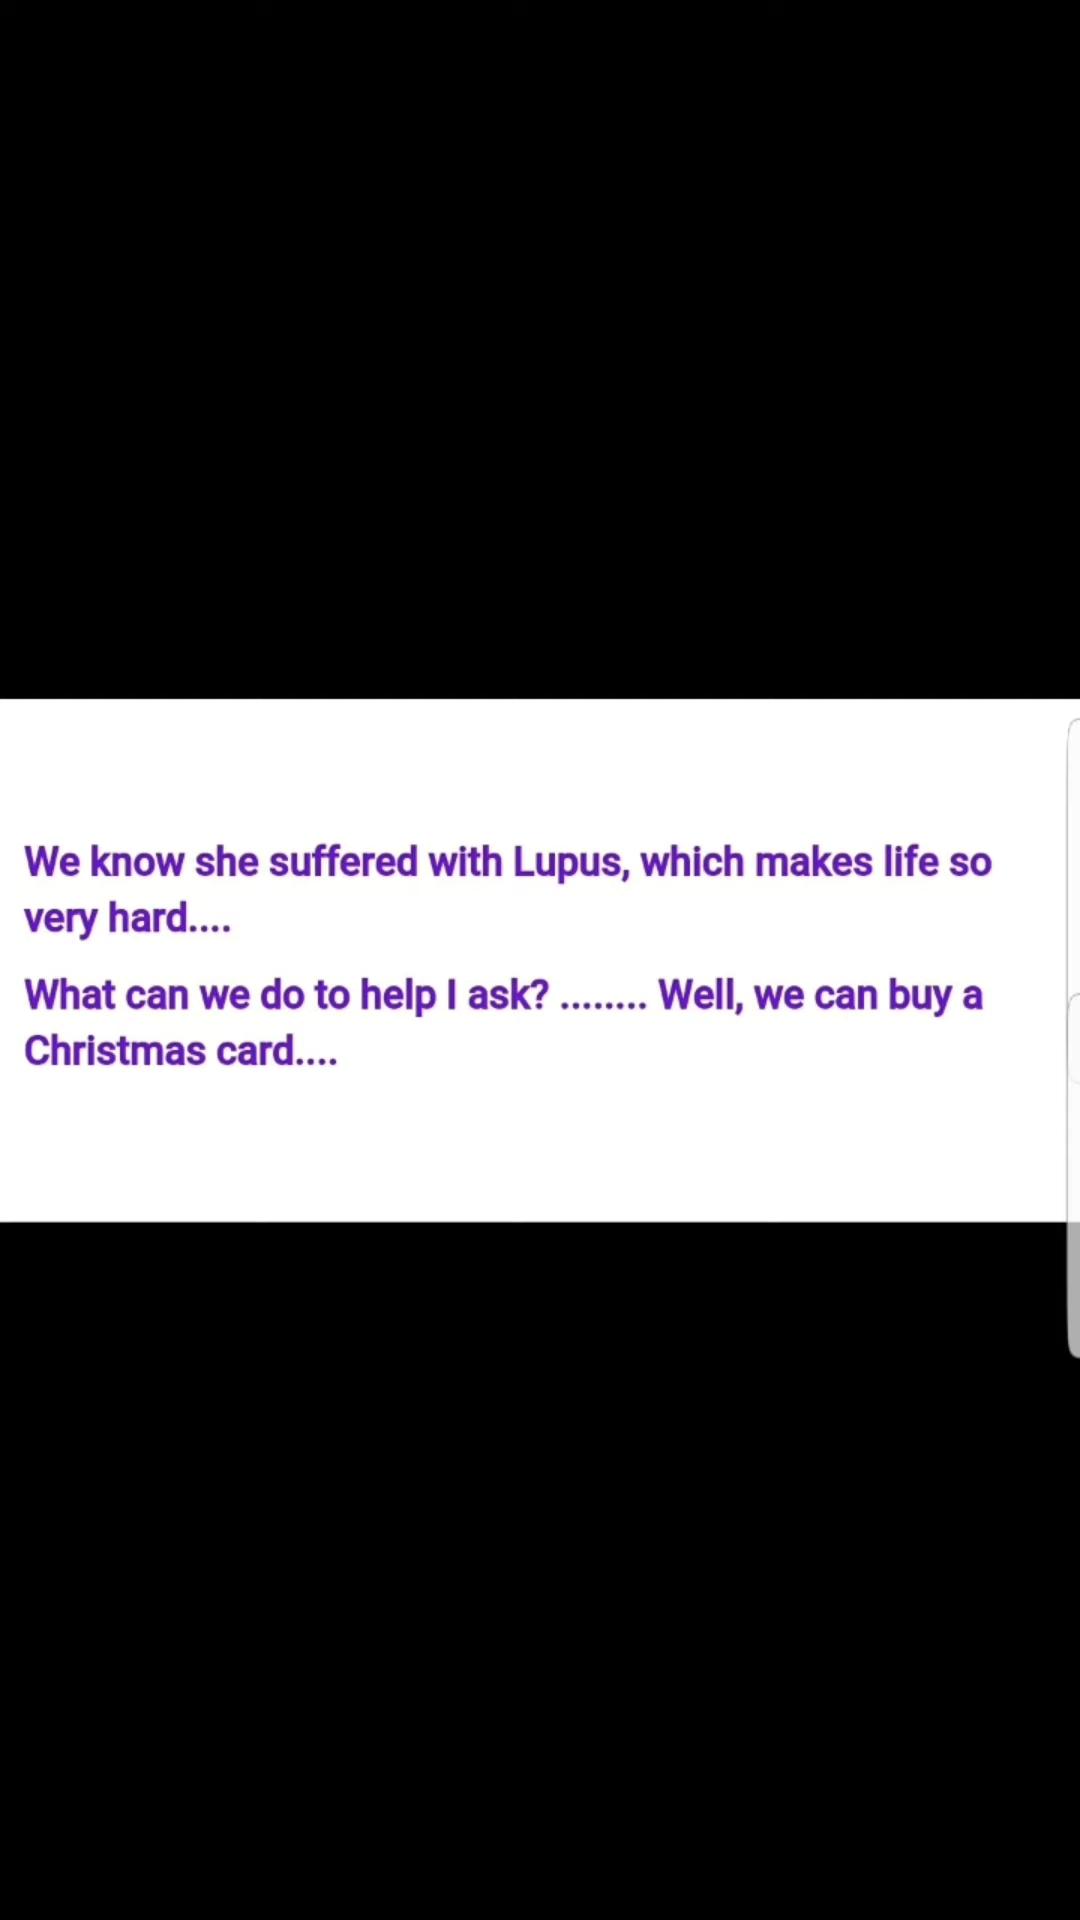 We know she suffered with Lupus, which makes life so
very hard....
What can we do to help I ask? ........ Well, we can buy a
Christmas card....